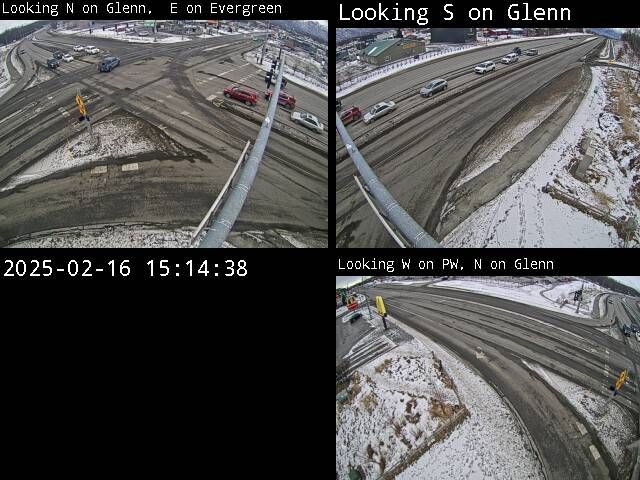 Looking N on Glenn,  E on Evergreen
Looking S on Glenn
2025-02-16 15:14:38
Looking W on PW, N on Glenn